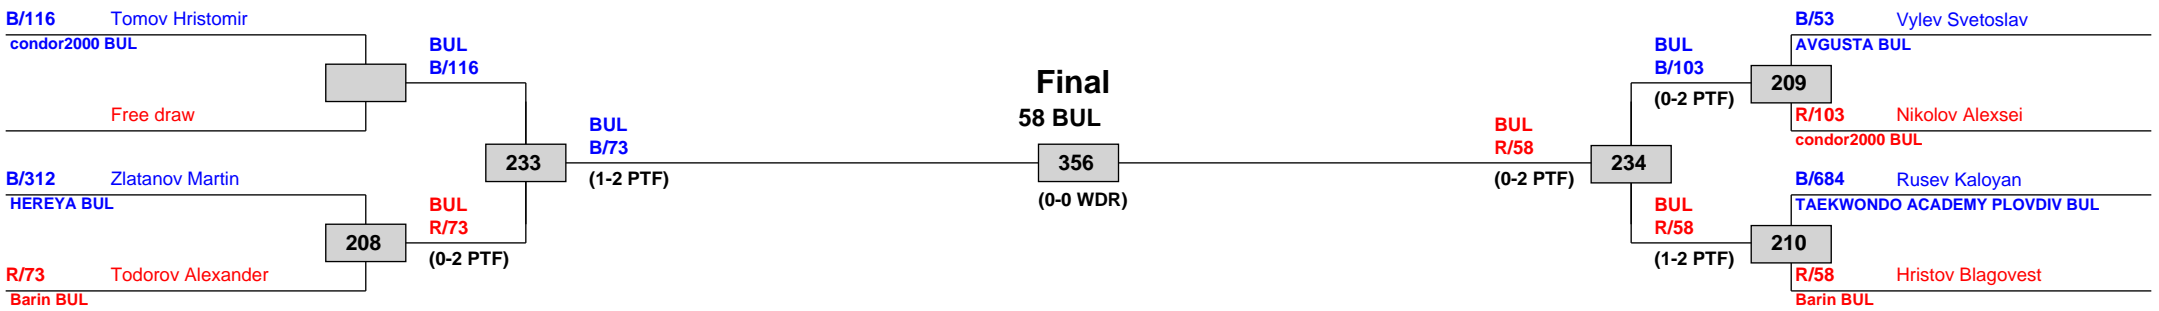 B/116 Tomov Hristomir
condor2000 BUL
BUL
B/116
Free draw
B/312 Zlatanov Martin
HEREYA BUL
208
BUL
R/73
(0-2 PTF)
R/73 Todorov Alexander
Barin BUL
233
BUL
B/73
(1-2 PTF)
Final
58 BUL
356
(0-0 WDR)
BUL
R/58
(0-2 PTF)
234
BUL
B/103
(0-2 PTF)
209
B/53 Vylev Svetoslav
AVGUSTA BUL
R/103 Nikolov Alexsei
condor2000 BUL
B/684 Rusev Kaloyan
TAEKWONDO ACADEMY PLOVDIV BUL
BUL
R/58
(1-2 PTF)
210
R/58 Hristov Blagovest
Barin BUL